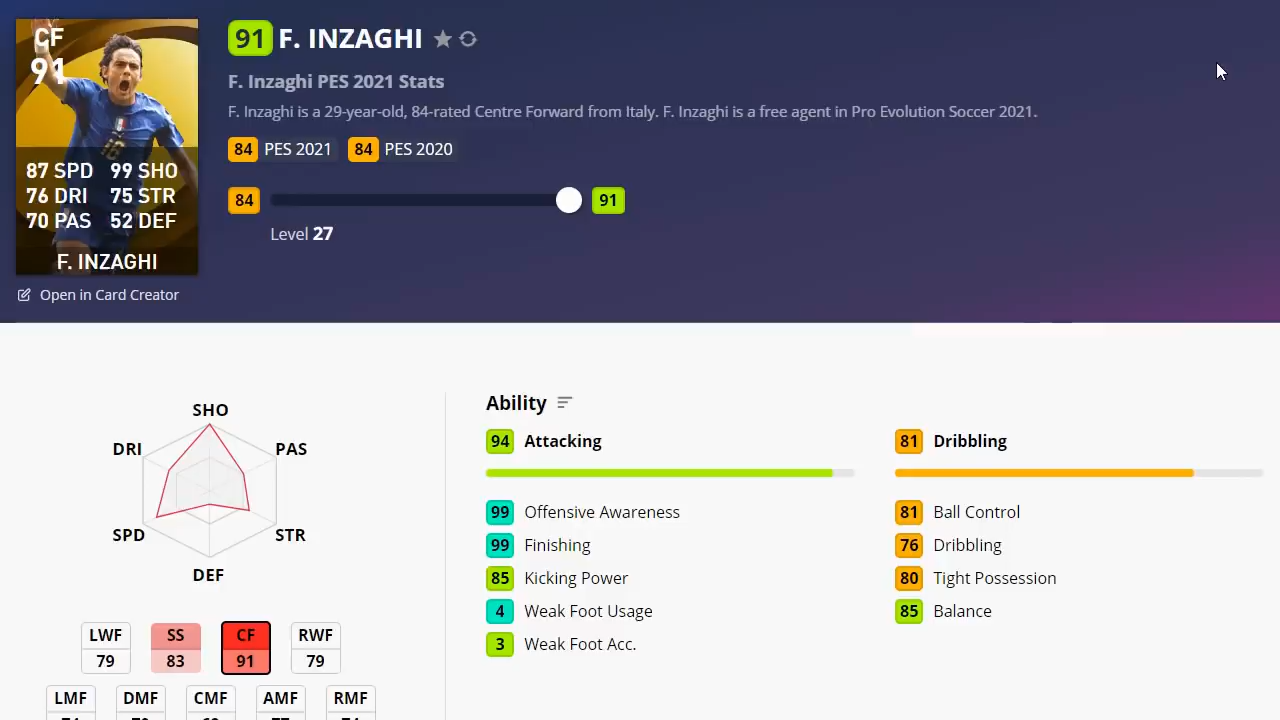 CF
91
87 SPD 99 SHO
76 DRI 75 STR
70 PAS 52 DEF
F. INZAGHI
Open in Card Creator
91 F. INZAGHI
F. Inzaghi PES 2021 Stats
F. Inzaghi is a 29-year-old, 84-rated Centre Forward from Italy. F. Inzaghi is a free agent in Pro Evolution Soccer 2021.
84 PES 2021 84 PES 2020
84 91
Level 27
SHO
DRI PAS
SPD STR
DEF
LWF SS CF RWF
79 83 91 79
LMF DMF CMF AMF RMF
Ability
94 Attacking
99 Offensive Awareness
99 Finishing
85 Kicking Power
4 Weak Foot Usage
3 Weak Foot Acc.
81 Dribbling
81 Ball Control
76 Dribbling
80 Tight Possession
85 Balance